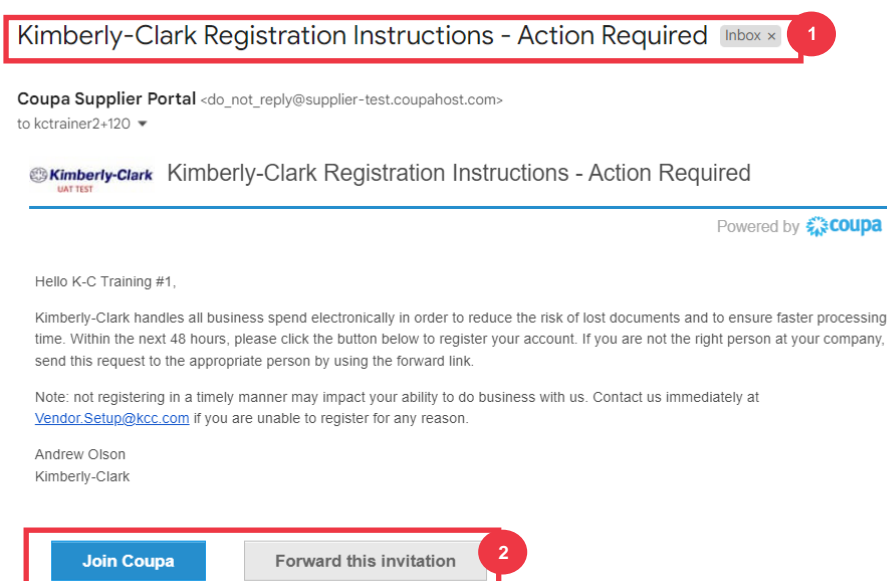 Kimberly-Clark Registration Instructions - Action Required Inbox × 1
Coupa Supplier Portal <do_not_reply@supplier-test.coupahost.com>
to kctrainer2+120
Kimberly-Clark Kimberly-Clark Registration Instructions - Action Required
UAT TEST
Powered by coupa
Hello K-C Training #1,
Kimberly-Clark handles all business spend electronically in order to reduce the risk of lost documents and to ensure faster processing
time. Within the next 48 hours, please click the button below to register your account. If you are not the right person at your company,
send this request to the appropriate person by using the forward link.
Note: not registering in a timely manner may impact your ability to do business with us. Contact us immediately at
Vendor.Setup@kcc.com if you are unable to register for any reason.
Andrew Olson
Kimberly-Clark
Join Coupa Forward this invitation 2